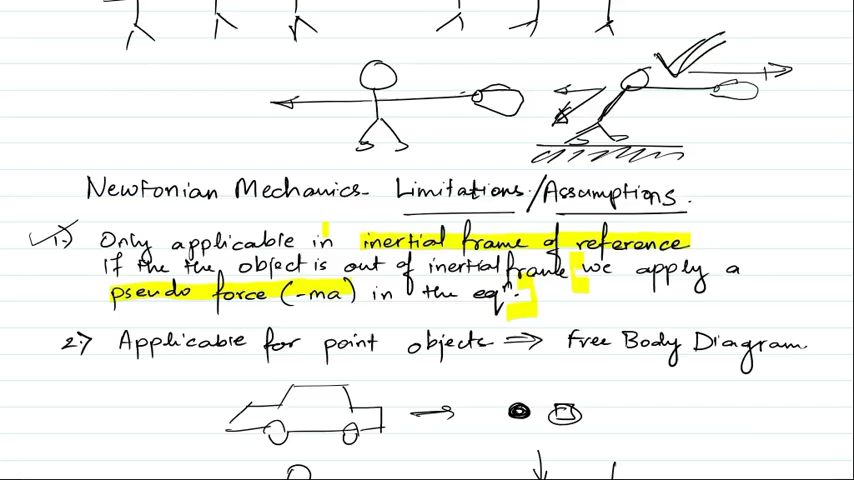 Newtonian Mechanics - Limitations / Assumptions.
1.) Only applicable in inertial frame of reference
If the the object is out of inertial frame we apply a
pseudo force (-ma) in the eqⁿ.
2.) Applicable for point objects ⇒ Free Body Diagram.